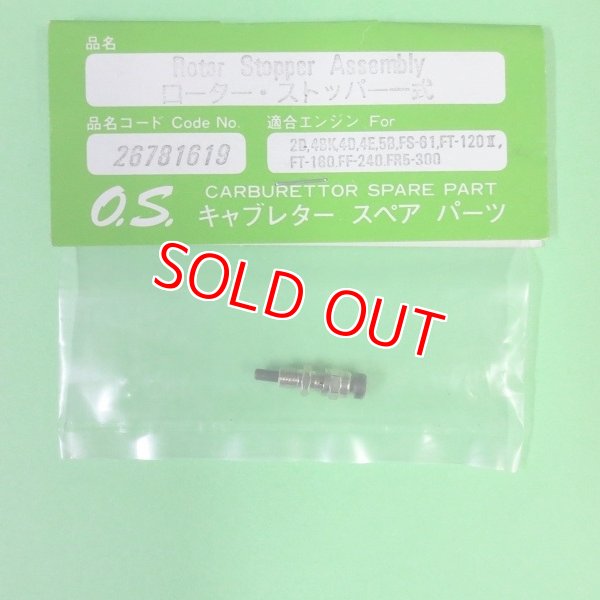 品名
Rotor Stopper Assembly
ローター・ストッパー一式
品名コード Code No.
適合エンジン For
26781619
2D,4BK,4D,4E,5B,FS-61,FT-120Ⅱ,
FT-160,FF-240,FR5-300
O.S.
CARBURETTOR SPARE PART
キャブレター スペア パーツ
SOLD OUT